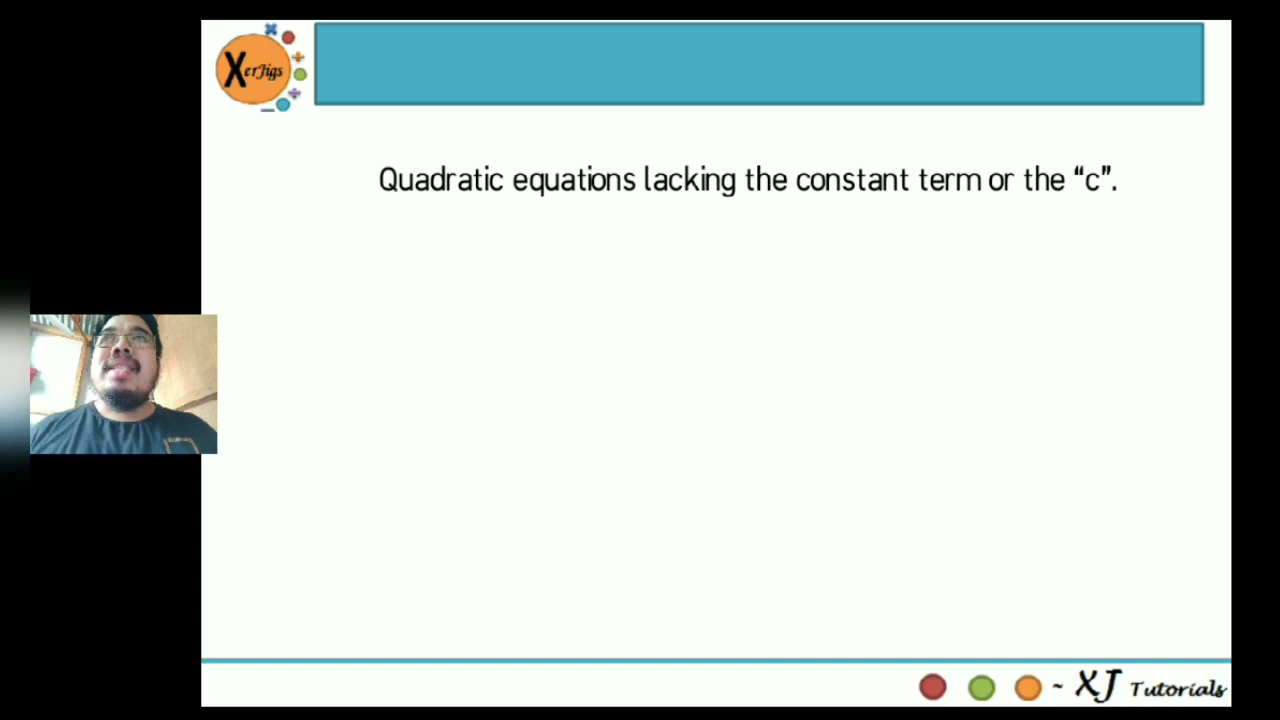 XerJigs
Quadratic equations lacking the constant term or the “c”.
~ XJ Tutorials